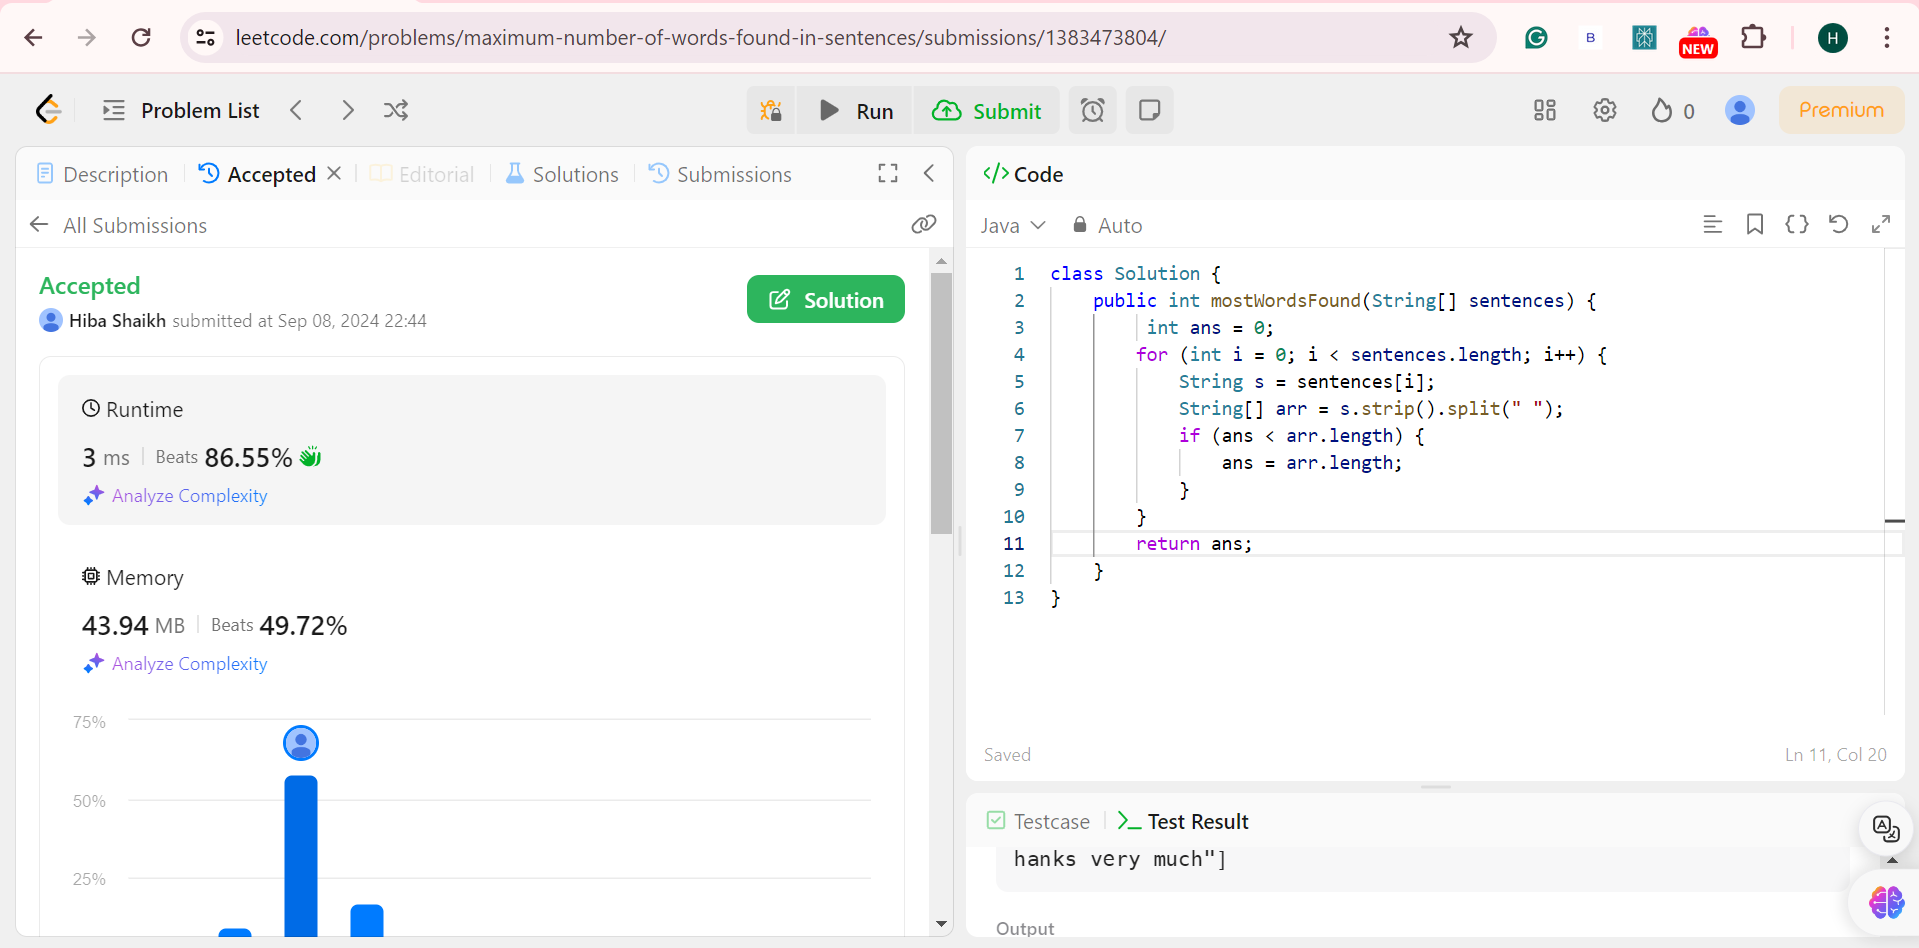 leetcode.com/problems/maximum-number-of-words-found-in-sentences/submissions/1383473804/
B
NEW
H
Problem List
Run
Submit
0
Premium
Description
Accepted
Editorial
Solutions
Submissions
All Submissions
Accepted
Hiba Shaikh submitted at Sep 08, 2024 22:44
Solution
Runtime
3 ms
Beats 86.55%
Analyze Complexity
Memory
43.94 MB
Beats 49.72%
Analyze Complexity
75%
50%
25%
</> Code
Java
Auto
1 class Solution {
2     public int mostWordsFound(String[] sentences) {
3         int ans = 0;
4         for (int i = 0; i < sentences.length; i++) {
5             String s = sentences[i];
6             String[] arr = s.strip().split(" ");
7             if (ans < arr.length) {
8                 ans = arr.length;
9             }
10         }
11         return ans;
12     }
13 }
Saved
Ln 11, Col 20
Testcase
Test Result
hanks very much"]
Output